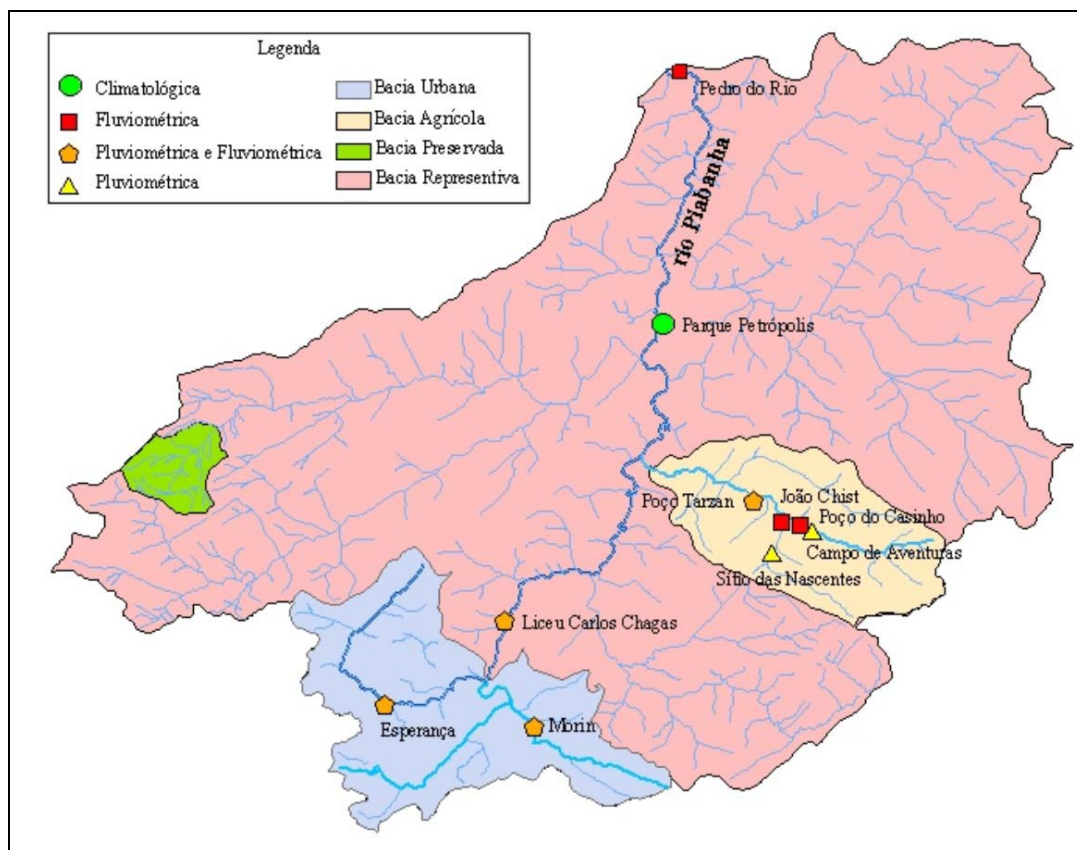 Legenda
Climatológica
Fluviométrica
Pluviométrica e Fluviométrica
Pluviométrica
Bacia Urbana
Bacia Agrícola
Bacia Preservada
Bacia Representiva
Pedro do Rio
rio Piabanha
Parque Petrópolis
Poço Tarzan
João Chist
Poço do Casinho
Campo de Aventuras
Sítio das Nascentes
Liceu Carlos Chagas
Esperança
Morin